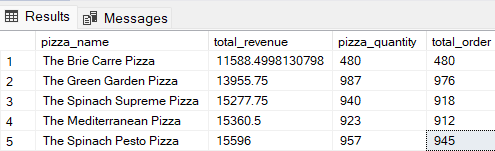 Results Messages
pizza_name total_revenue pizza_quantity total_order
1 The Brie Carre Pizza 11588.4998130798 480 480
2 The Green Garden Pizza 13955.75 987 976
3 The Spinach Supreme Pizza 15277.75 940 918
4 The Mediterranean Pizza 15360.5 923 912
5 The Spinach Pesto Pizza 15596 957 945